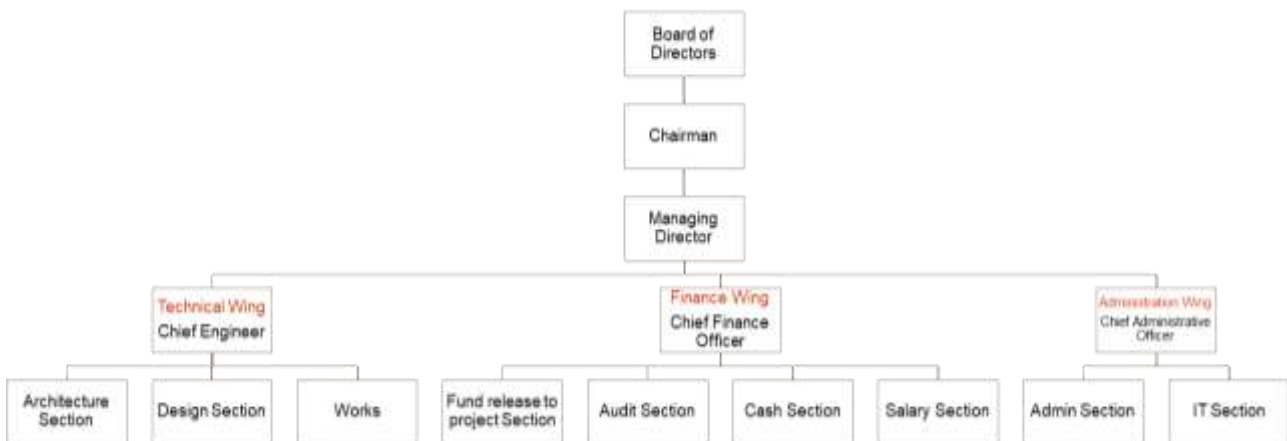 Board of
Directors
Chairman
Managing
Director
Technical Wing
Chief Engineer
Finance Wing
Chief Finance
Officer
Administration Wing
Chief Administrative
Officer
Architecture
Section
Design Section
Works
Fund release to
project Section
Audit Section
Cash Section
Salary Section
Admin Section
IT Section